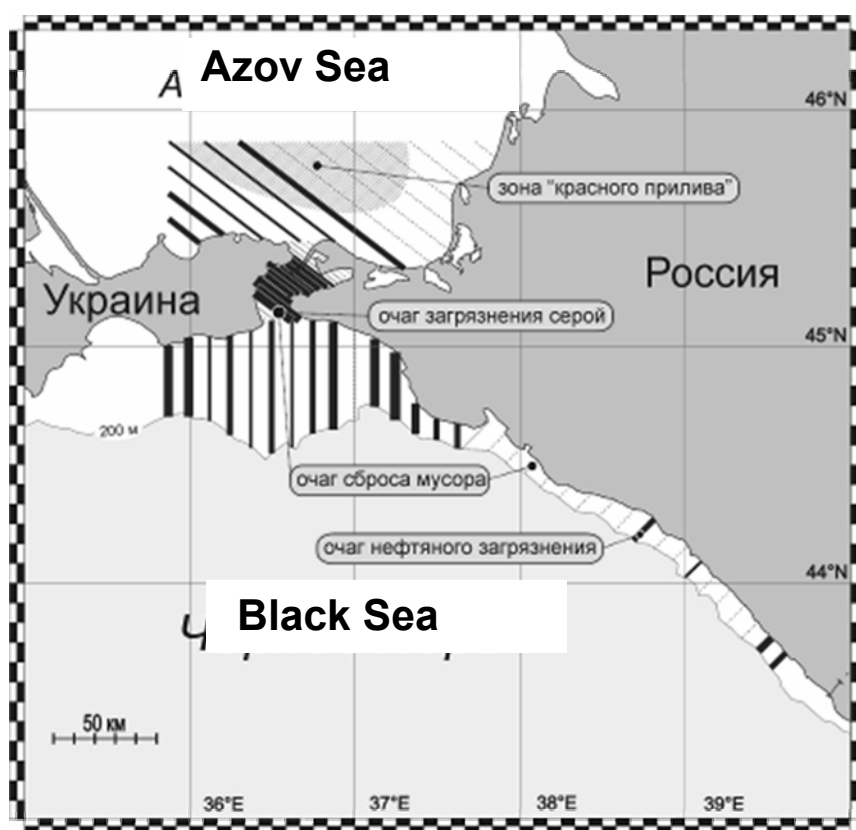 Azov Sea
А
46°N
зона “красного прилива”
Россия
Украина
очаг загрязнения серой
45°N
200 м
очаг сброса мусора
очаг нефтяного загрязнения
44°N
Black Sea
50 км
36°E 37°E 38°E 39°E